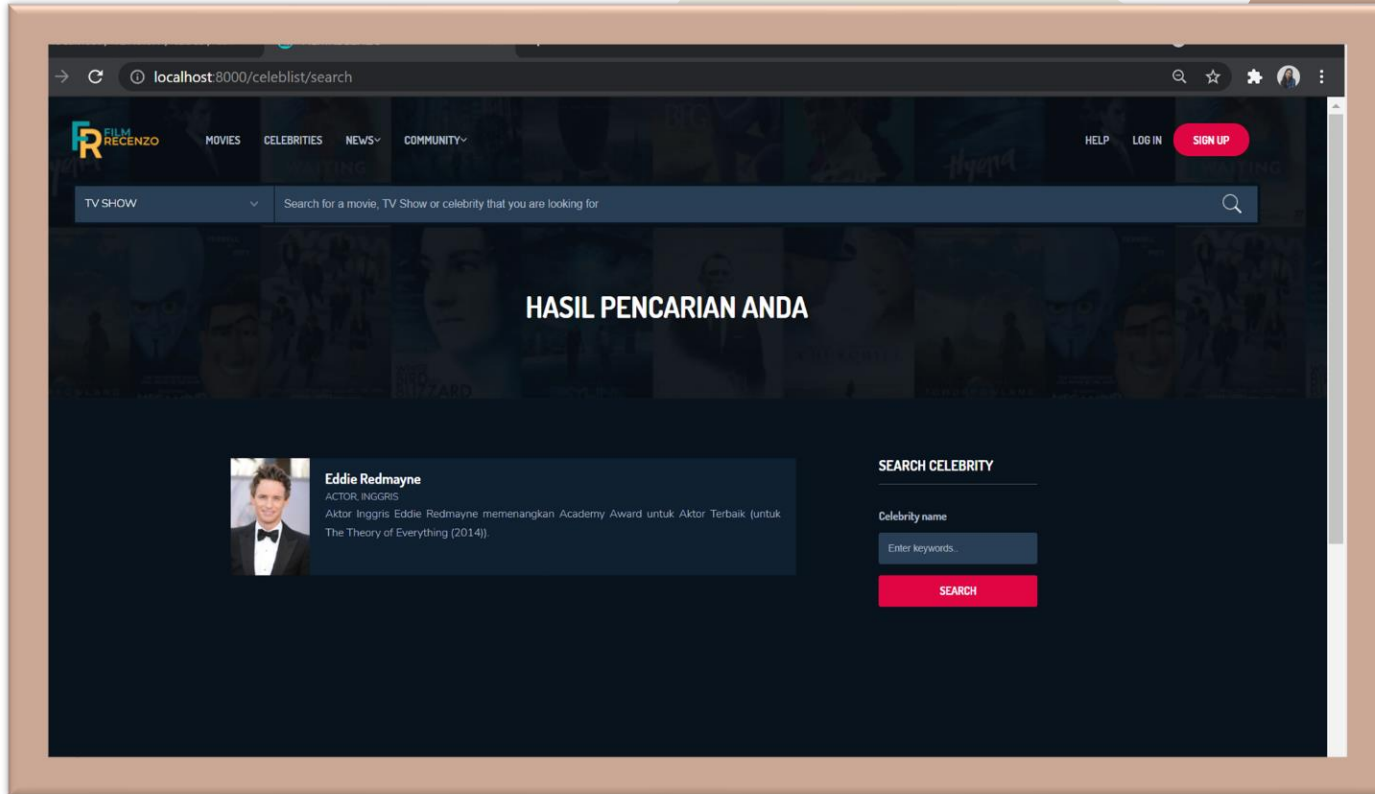 localhost:8000/celeblist/search
FILM RECENZO
MOVIES CELEBRITIES NEWS COMMUNITY HELP LOG IN SIGN UP
TV SHOW Search for a movie, TV Show or celebrity that you are looking for
HASIL PENCARIAN ANDA
Eddie Redmayne
ACTOR, INGGRIS
Aktor Inggris Eddie Redmayne memenangkan Academy Award untuk Aktor Terbaik (untuk
The Theory of Everything (2014)).
SEARCH CELEBRITY
Celebrity name
Enter keywords..
SEARCH